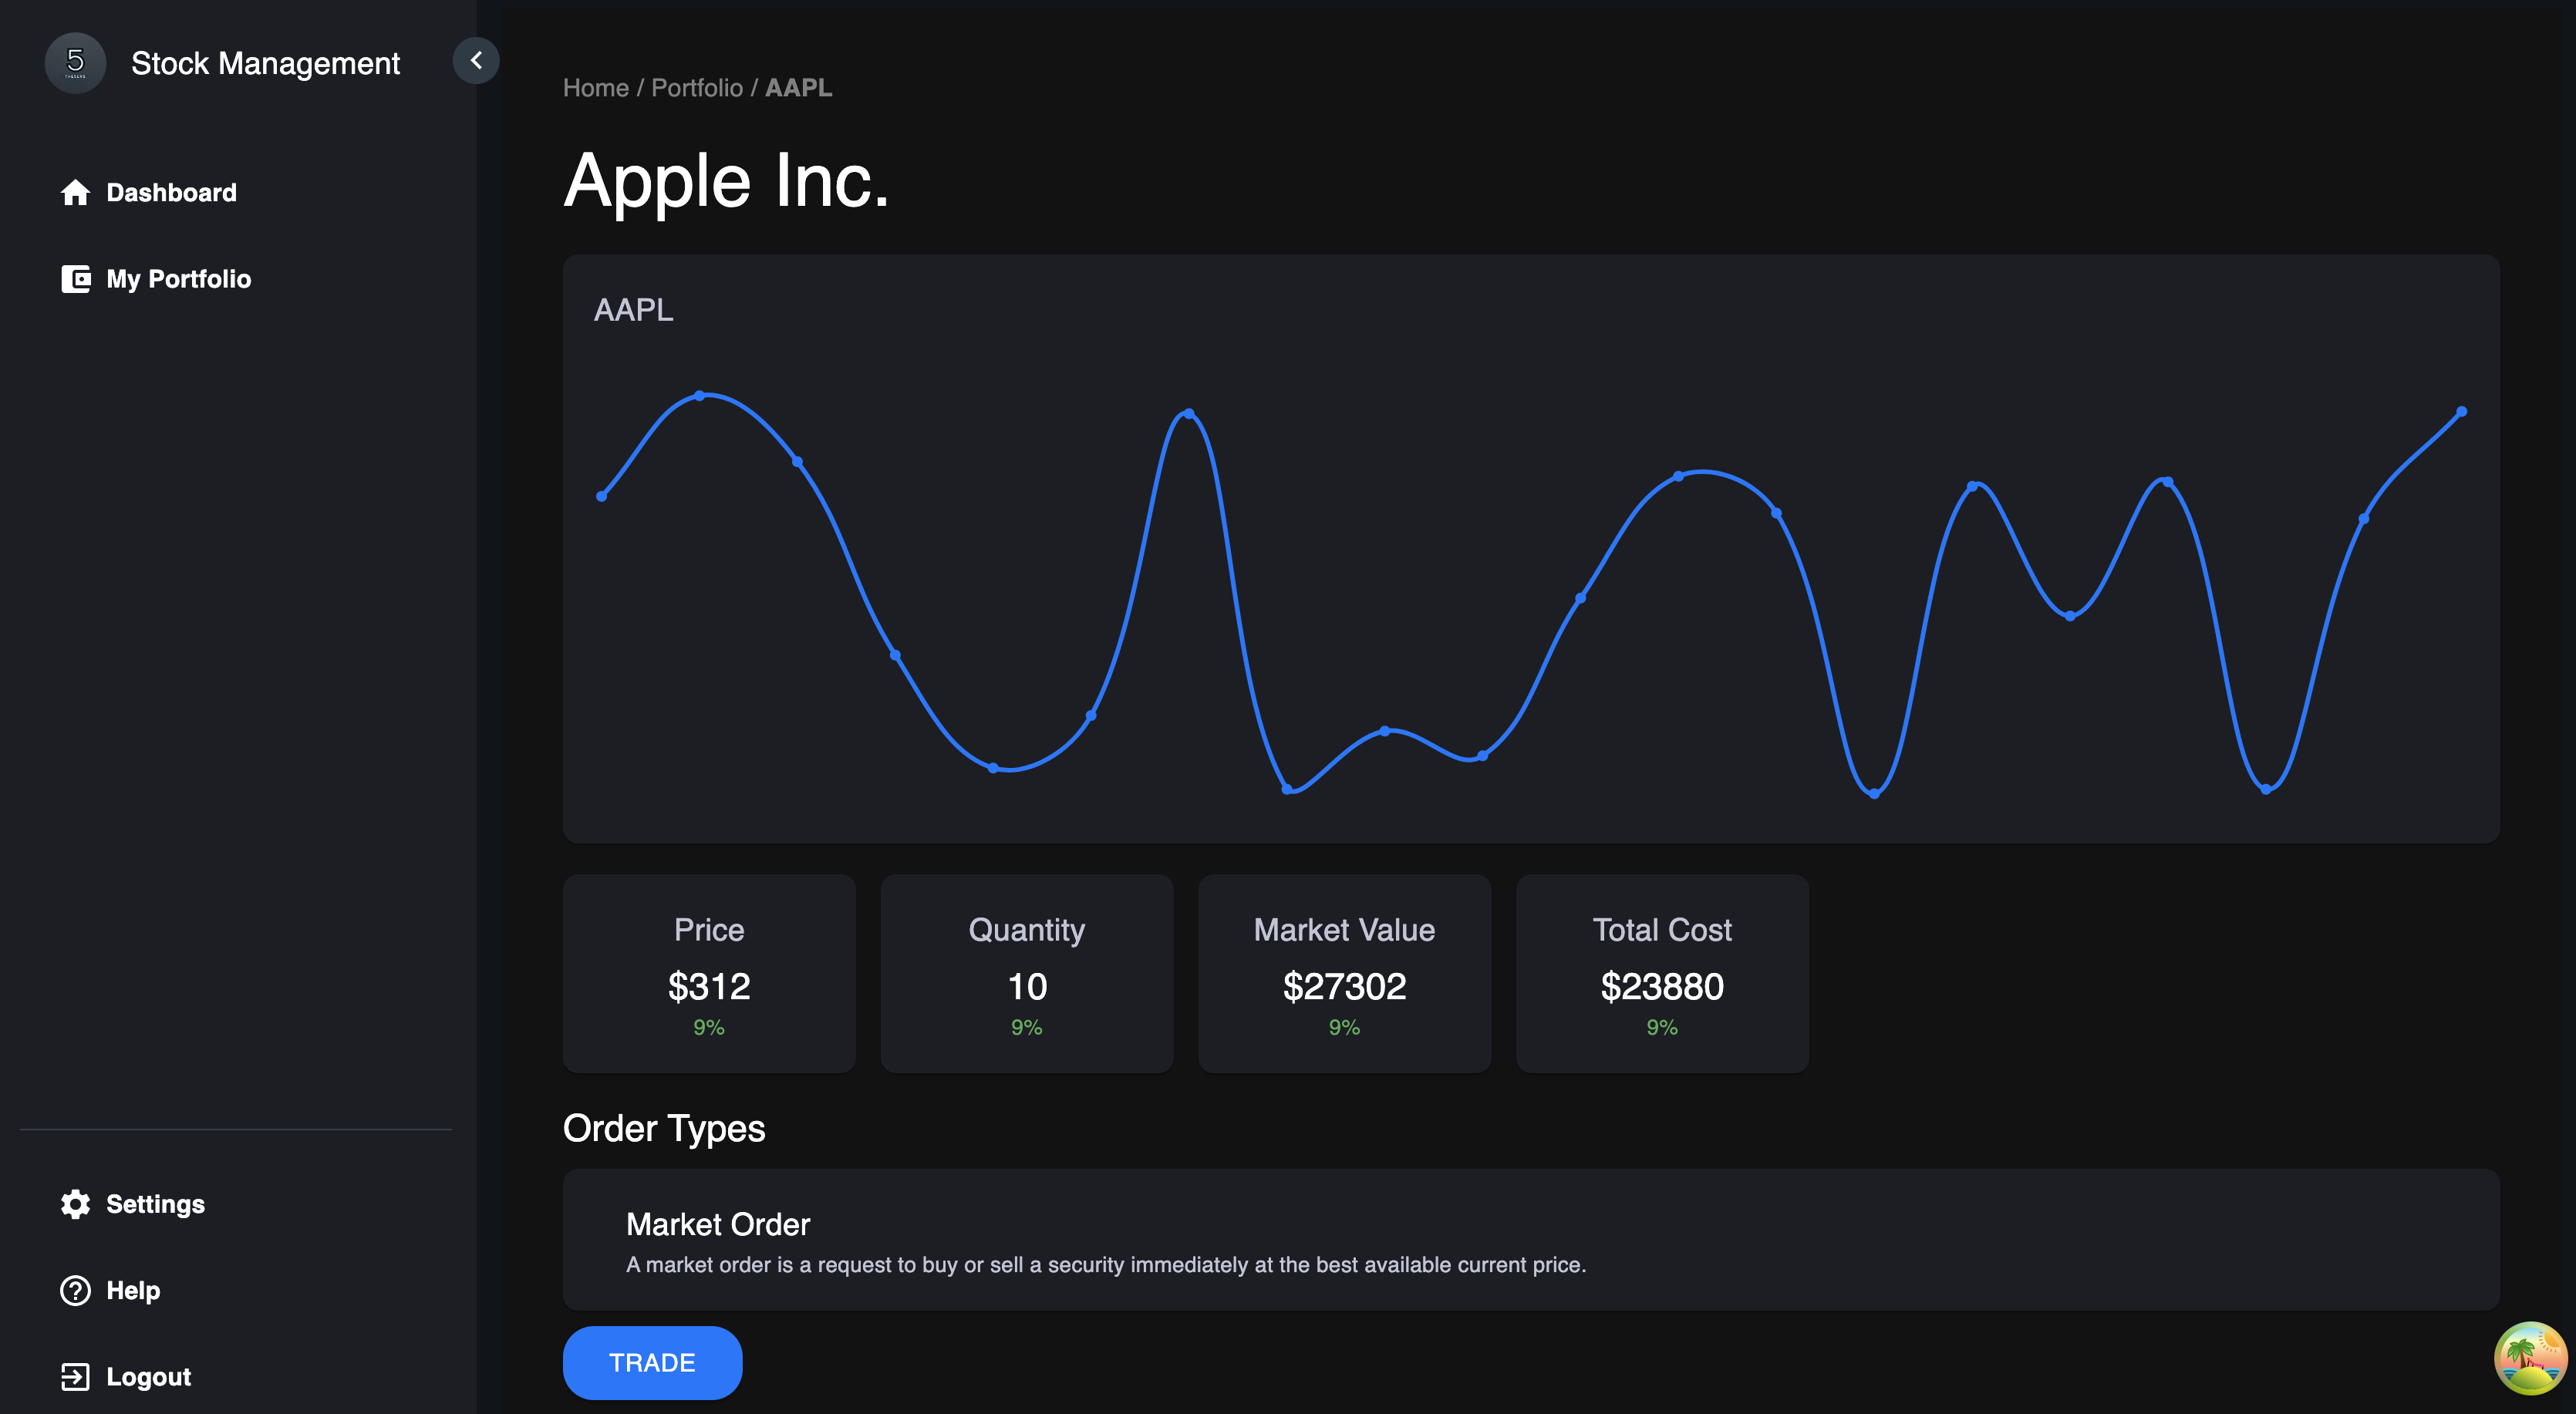 5
Stock Management
Dashboard
My Portfolio
Settings
Help
Logout
Home / Portfolio / AAPL
Apple Inc.
AAPL
Price
$312
9%
Quantity
10
9%
Market Value
$27302
9%
Total Cost
$23880
9%
Order Types
Market Order
A market order is a request to buy or sell a security immediately at the best available current price.
TRADE